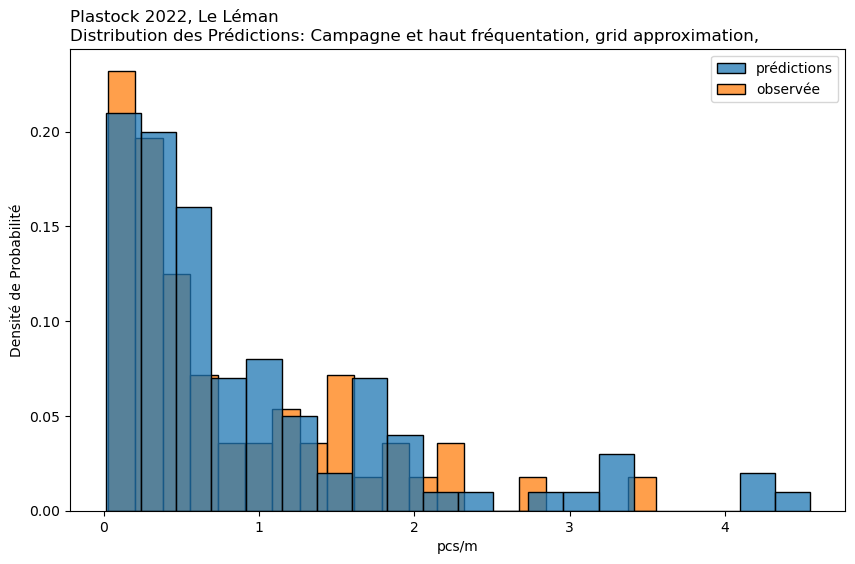 Plastock 2022, Le Léman
Distribution des Prédictions: Campagne et haut fréquentation, grid approximation,
prédictions
observée
Densité de Probabilité
0.20
0.15
0.10
0.05
0.00
0 1 2 3 4
pcs/m